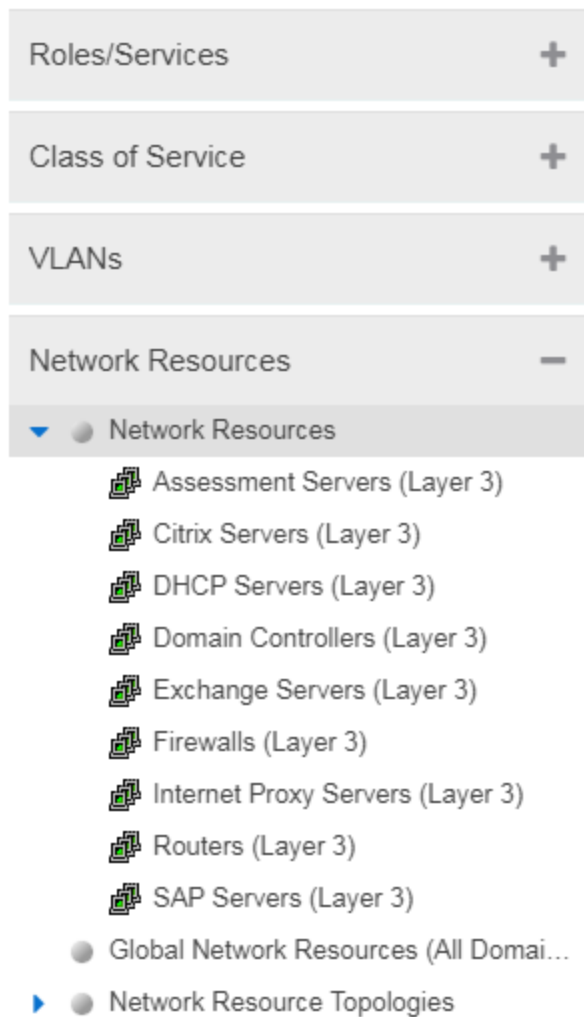 Roles/Services
Class of Service
VLANs
Network Resources
Network Resources
Assessment Servers (Layer 3)
Citrix Servers (Layer 3)
DHCP Servers (Layer 3)
Domain Controllers (Layer 3)
Exchange Servers (Layer 3)
Firewalls (Layer 3)
Internet Proxy Servers (Layer 3)
Routers (Layer 3)
SAP Servers (Layer 3)
Global Network Resources (All Domai...
Network Resource Topologies